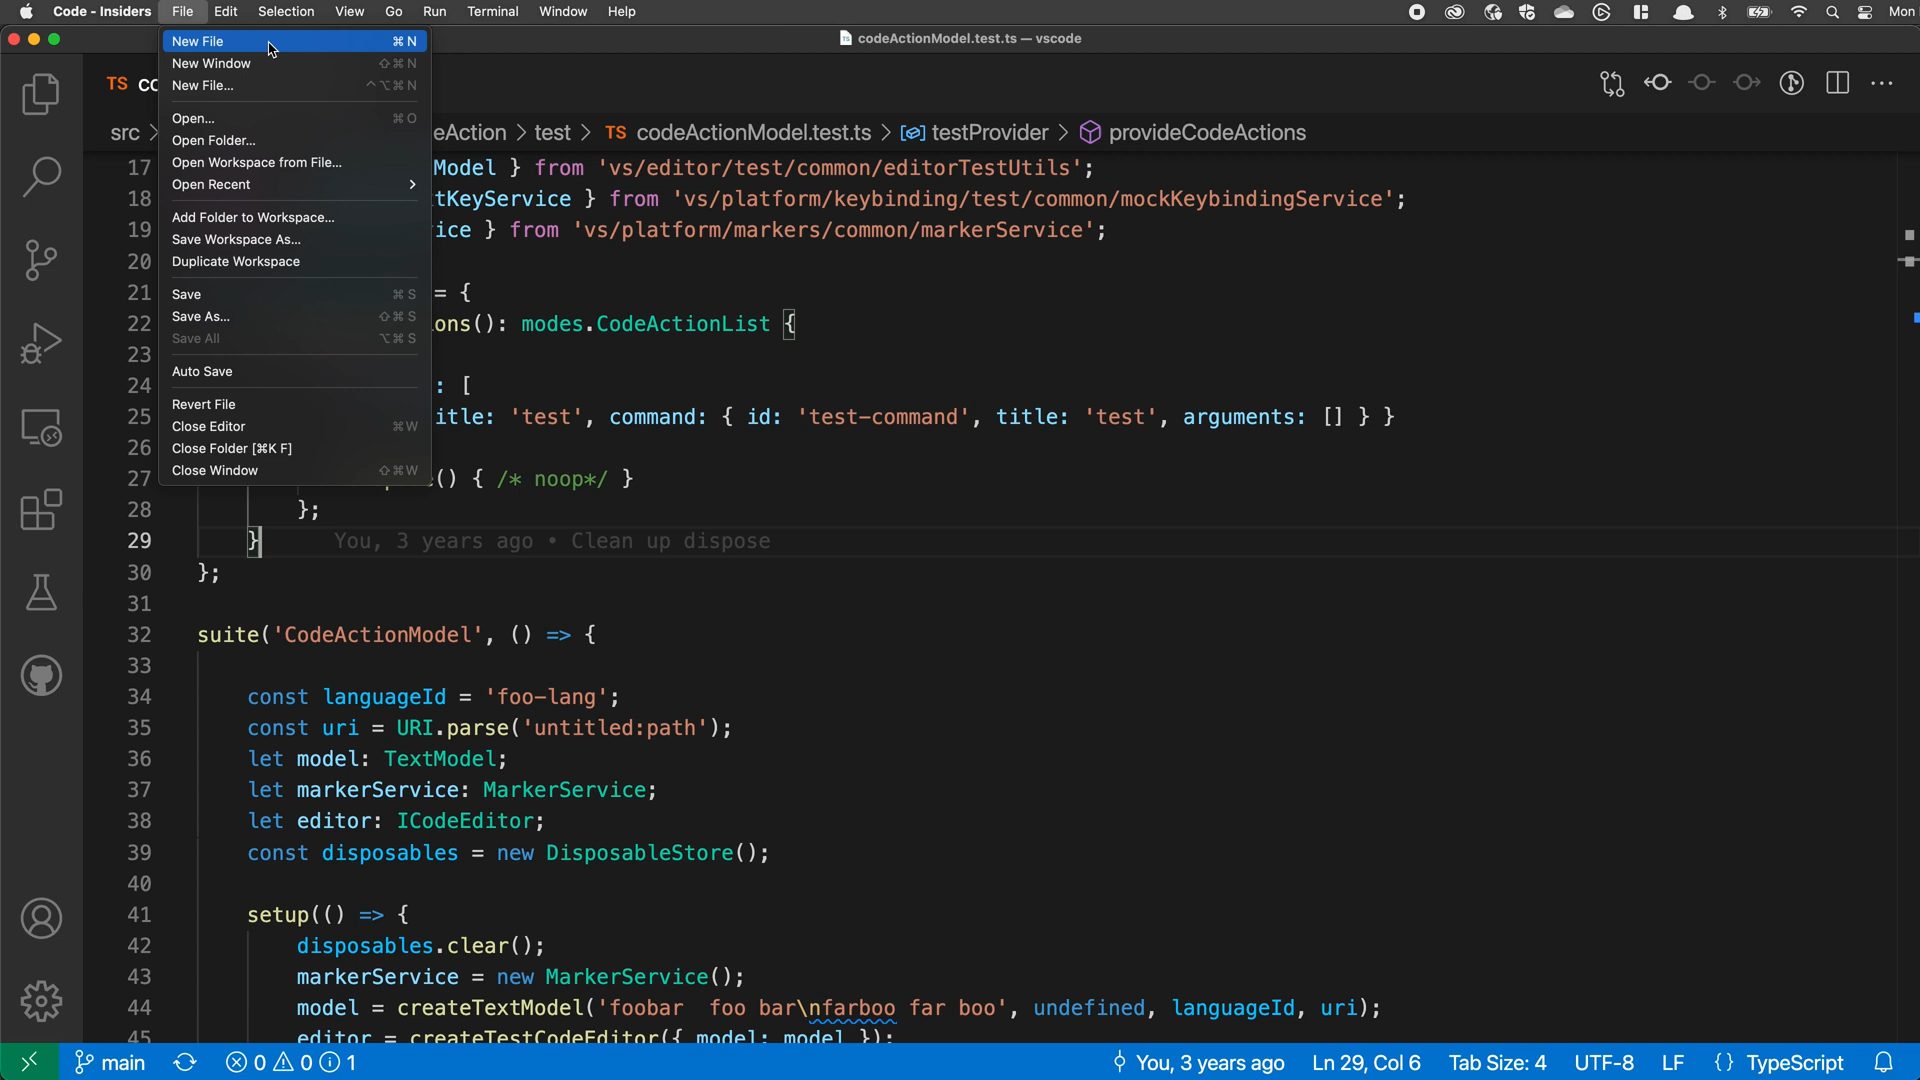 Code - Insiders File Edit Selection View Go Run Terminal Window Help Mon
codeActionModel.test.ts — vscode
New File ⌘ N
New Window ⇧ ⌘ N
New File... ^ ⌥ ⌘ N
Open... ⌘ O
Open Folder...
Open Workspace from File...
Open Recent >
Add Folder to Workspace...
Save Workspace As...
Duplicate Workspace
Save ⌘ S
Save As... ⇧ ⌘ S
Save All ⌥ ⌘ S
Auto Save
Revert File
Close Editor ⌘ W
Close Folder [⌘K F]
Close Window ⇧ ⌘ W
TS co
src > eAction > test > TS codeActionModel.test.ts > testProvider > provideCodeActions
17 Model } from 'vs/editor/test/common/editorTestUtils';
18 tKeyService } from 'vs/platform/keybinding/test/common/mockKeybindingService';
19 ice } from 'vs/platform/markers/common/markerService';
20
21 = {
22 ons(): modes.CodeActionList {
23
24 : [
25 itle: 'test', command: { id: 'test-command', title: 'test', arguments: [] } }
26
27 () { /* noop*/ }
28 };
29 } You, 3 years ago • Clean up dispose
30 };
31
32 suite('CodeActionModel', () => {
33
34 const languageId = 'foo-lang';
35 const uri = URI.parse('untitled:path');
36 let model: TextModel;
37 let markerService: MarkerService;
38 let editor: ICodeEditor;
39 const disposables = new DisposableStore();
40
41 setup(() => {
42 disposables.clear();
43 markerService = new MarkerService();
44 model = createTextModel('foobar  foo bar\nfarboo far boo', undefined, languageId, uri);
45 editor = createTestCodeEditor({ model: model });
main 0 0 1 You, 3 years ago Ln 29, Col 6 Tab Size: 4 UTF-8 LF {} TypeScript